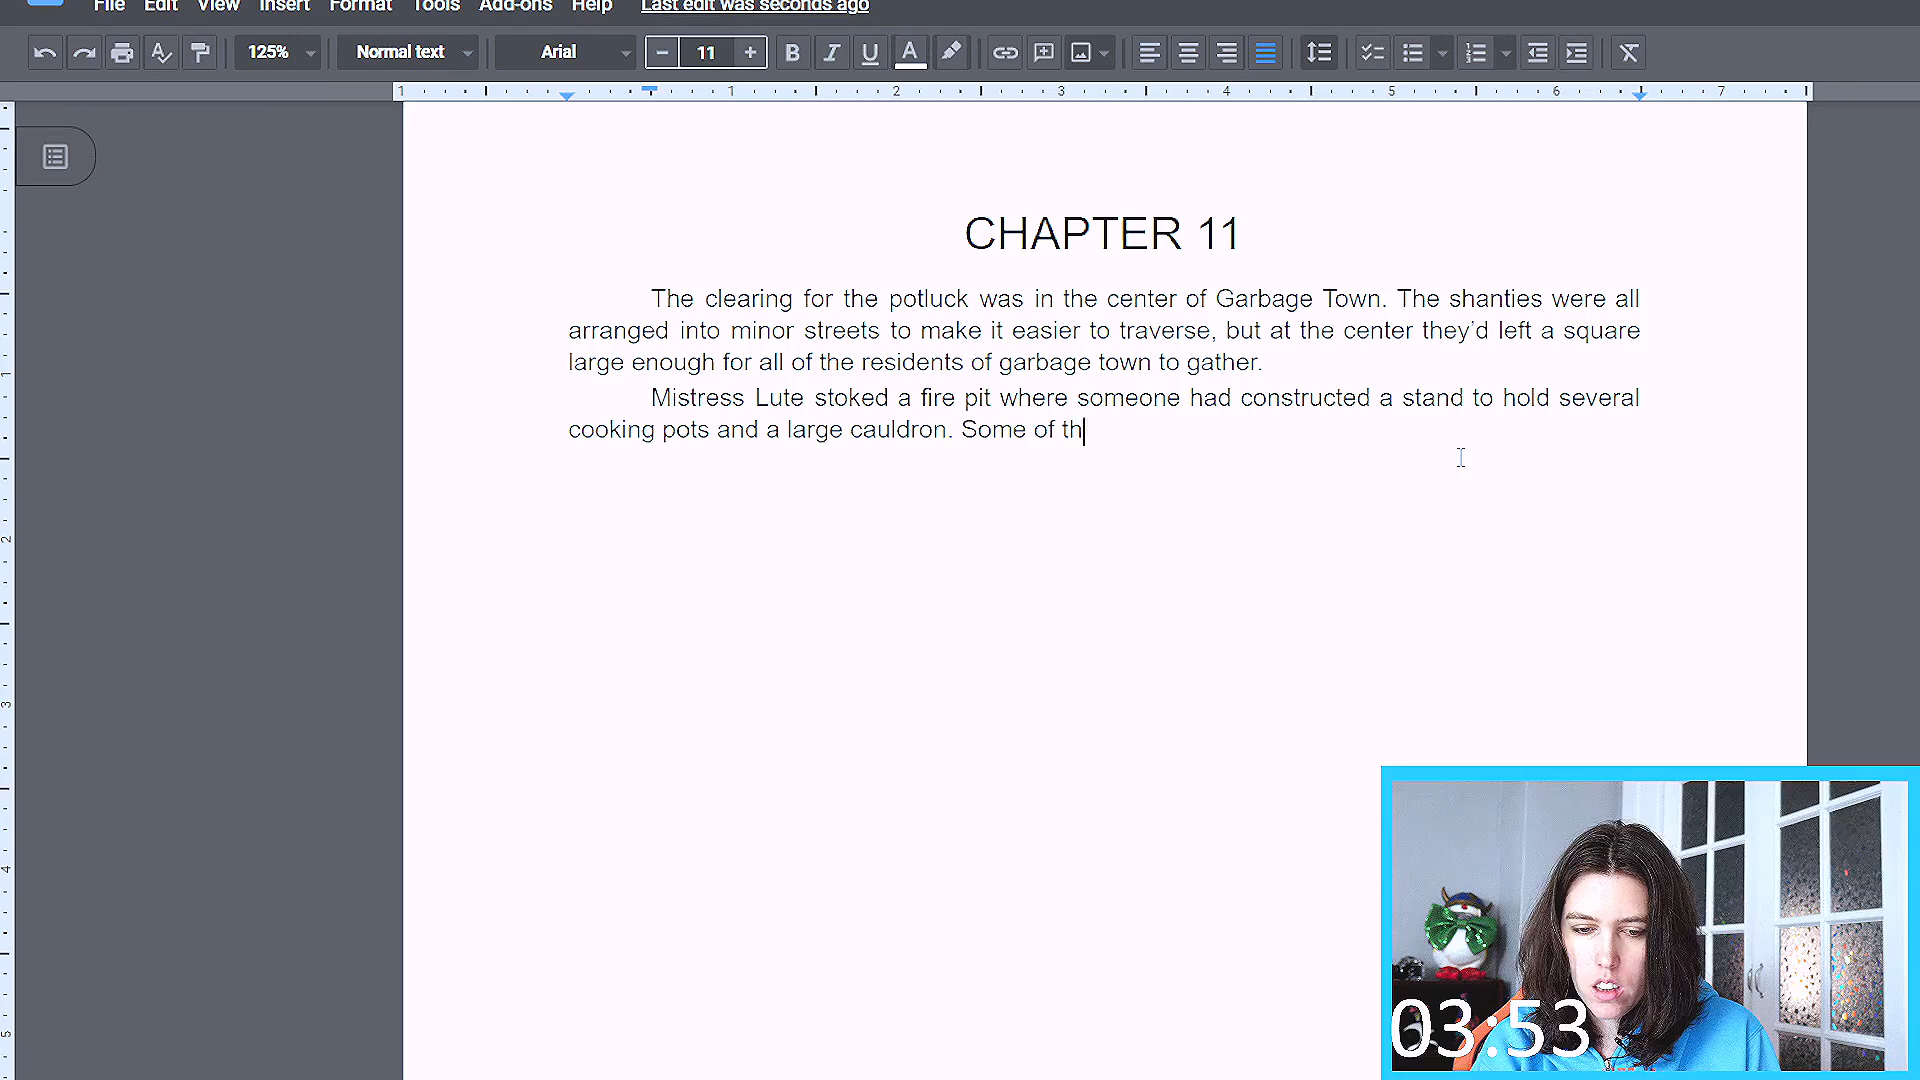 File Edit View Insert Format Tools Add-ons Help Last edit was seconds ago
125% Normal text Arial 11
1 1 2 3 4 5 6 7
CHAPTER 11
The clearing for the potluck was in the center of Garbage Town. The shanties were all
arranged into minor streets to make it easier to traverse, but at the center they’d left a square
large enough for all of the residents of garbage town to gather.
Mistress Lute stoked a fire pit where someone had constructed a stand to hold several
cooking pots and a large cauldron. Some of th
1
2
3
4
5
03:53